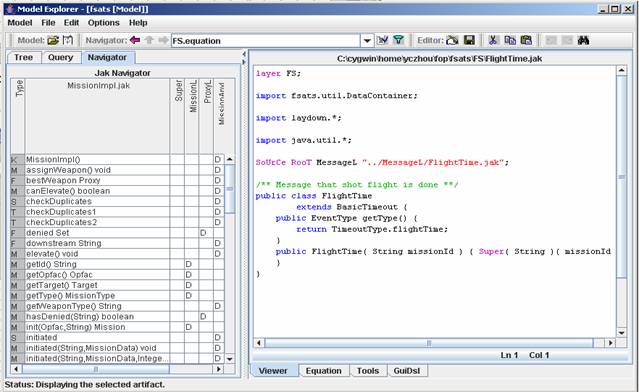 Model Explorer - [fsats [Model]]
Model File Edit Options Help
Model: Navigator: FS.equation Editor:
Tree Query Navigator
Jak Navigator
Type MissionImpl.jak Super MissionL ProxyL MissionAnd
K MissionImpl() D
M assignWeapon() void D
F bestWeapon Proxy D
M canElevate() boolean D
S checkDuplicates D
T checkDuplicates1 D
T checkDuplicates2 D
F denied Set D
F downstream String D
M elevate() void D
M getId() String D
M getOpfac() Opfac D
M getTarget() Target D
M getType() MissionType D
M getWeaponType() String D
M hasDenied(String) boolean D
M init(Opfac,String) Mission D
S initiated D
M initiated(String,MissionData) void D
M initiated(String,MissionData,Intege... D
C:\cygwin\home\yczhou\fop\fsats\FS\FlightTime.jak
layer FS;
import fsats.util.DataContainer;
import laydown.*;
import java.util.*;
SoUrCe RooT MessageL "../MessageL/FlightTime.jak";
/** Message that shot flight is done **/
public class FlightTime
extends BasicTimeout {
public EventType getType() {
return TimeoutType.flightTime;
}
public FlightTime( String missionId ) { Super( String )( missionId
}
}
Ln 1 Col 1
Viewer Equation Tools GuiDsl
Status: Displaying the selected artifact.